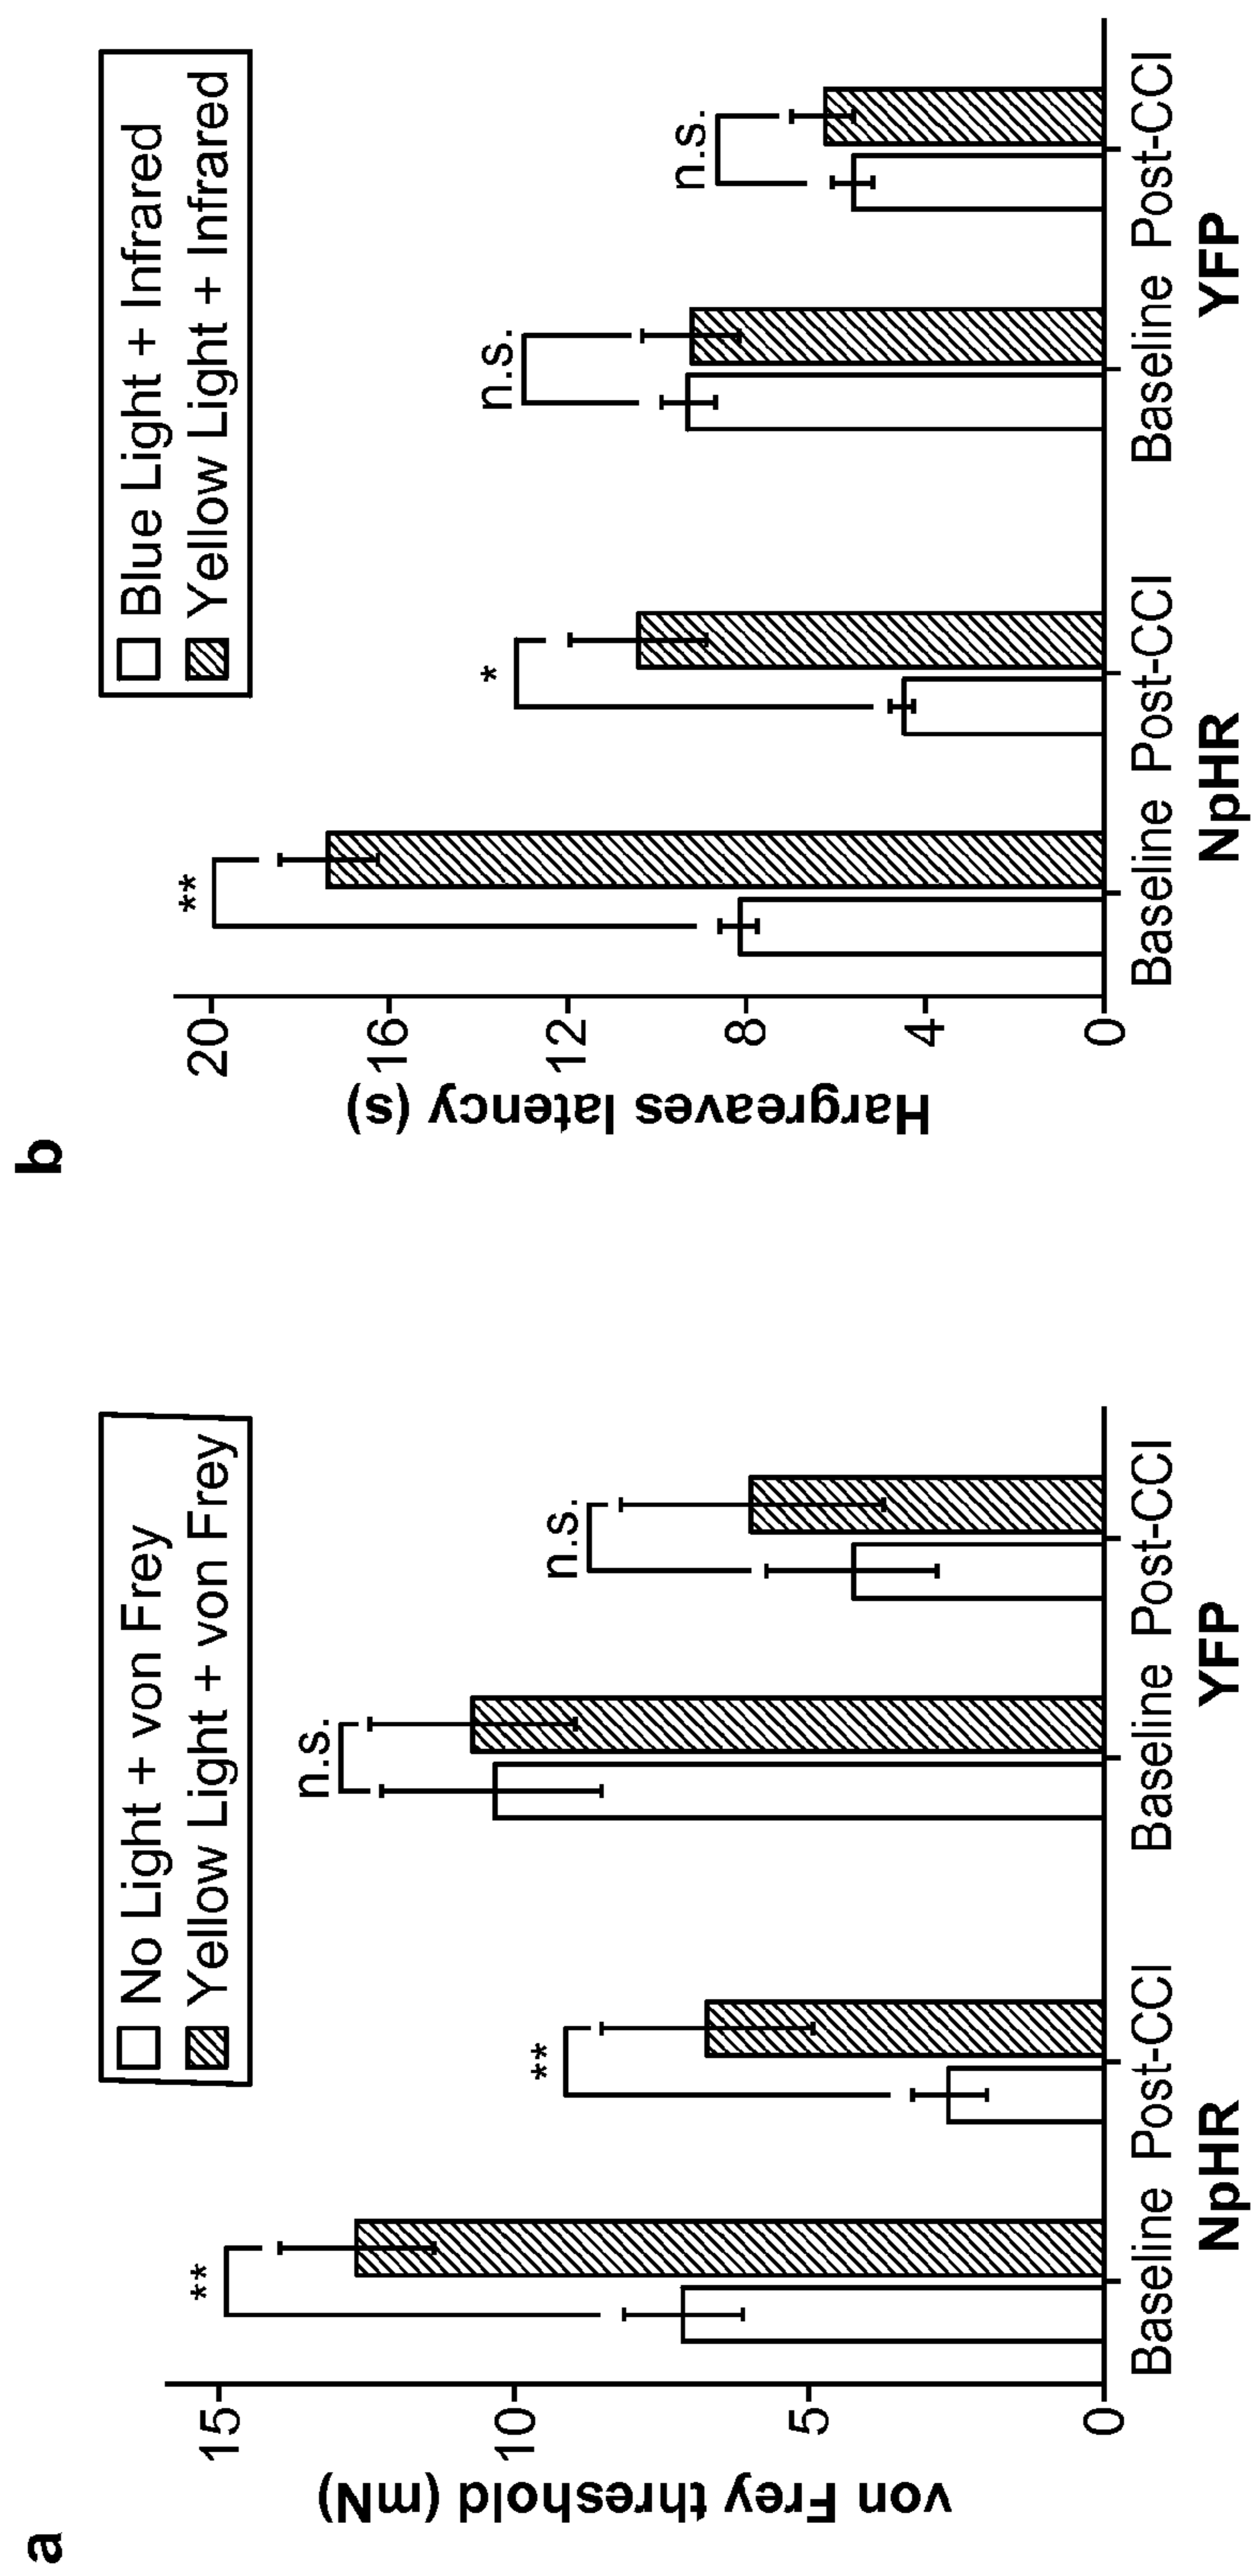 a
No Light + von Frey
Yellow Light + von Frey
von Frey threshold (mN)
15
10
5
0
**
**
n.s.
n.s.
Baseline Post-CCI Baseline Post-CCI
NpHR YFP
b
Blue Light + Infrared
Yellow Light + Infrared
Hargreaves latency (s)
20
16
12
8
4
0
**
*
n.s.
n.s.
Baseline Post-CCI Baseline Post-CCI
NpHR YFP